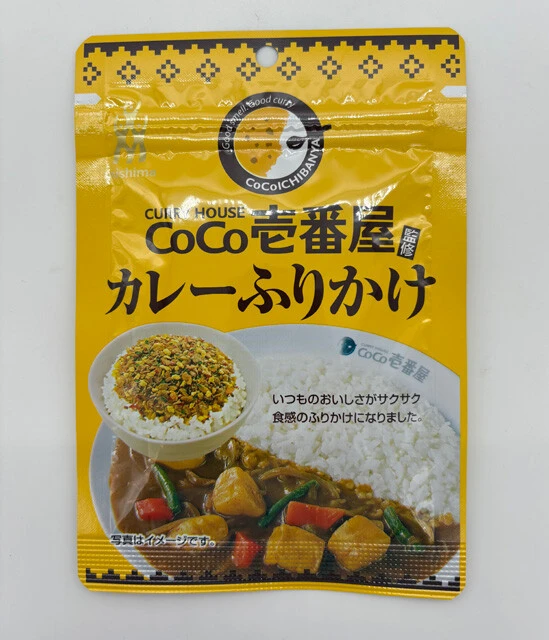 Good smell, Good curry
CoCoICHIBANYA
Mishima
CURRY HOUSE
CoCo壱番屋
監修
カレーふりかけ
CURRY HOUSE
CoCo壱番屋
いつものおいしさがサクサク
食感のふりかけになりました。
写真はイメージです。